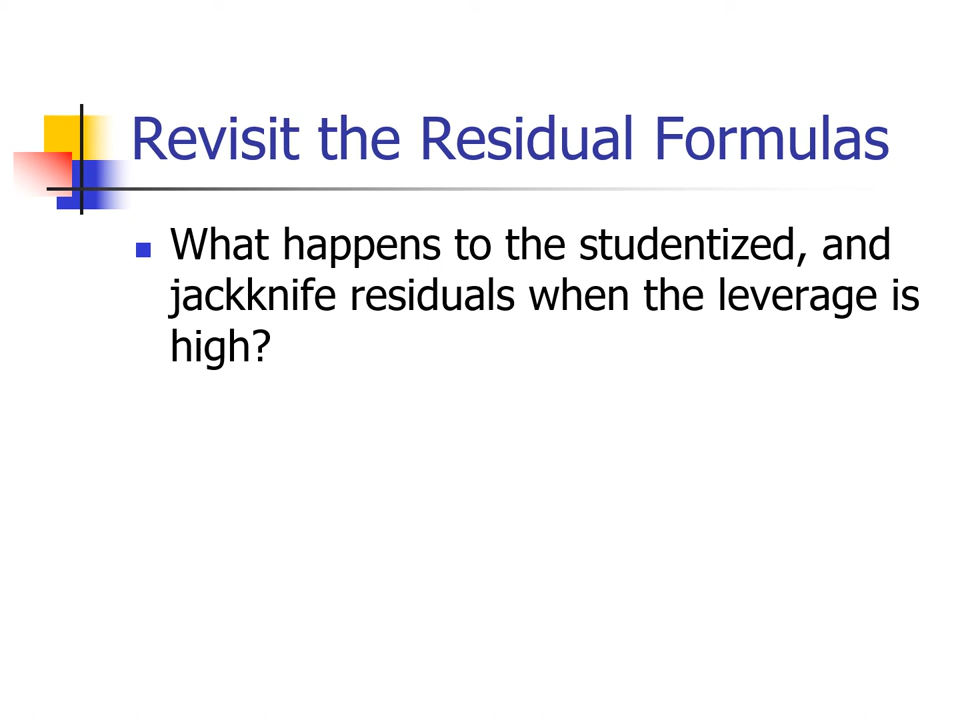 Revisit the Residual Formulas
What happens to the studentized, and
jackknife residuals when the leverage is
high?